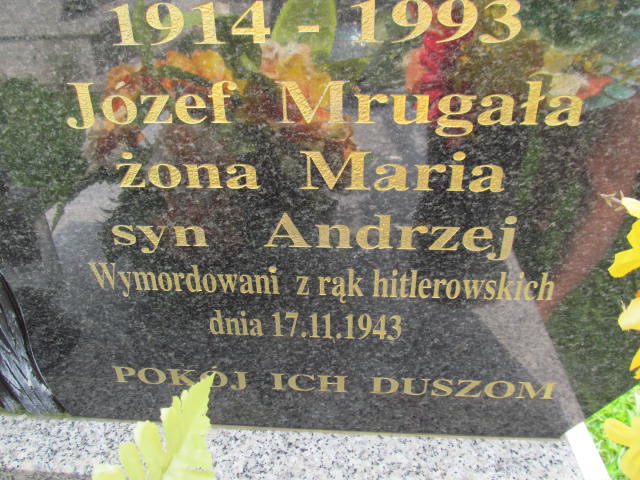 1914 - 1993
Józef Mrugała
żona Maria
syn Andrzej
Wymordowani z rąk hitlerowskich
dnia 17.11.1943
POKÓJ ICH DUSZOM